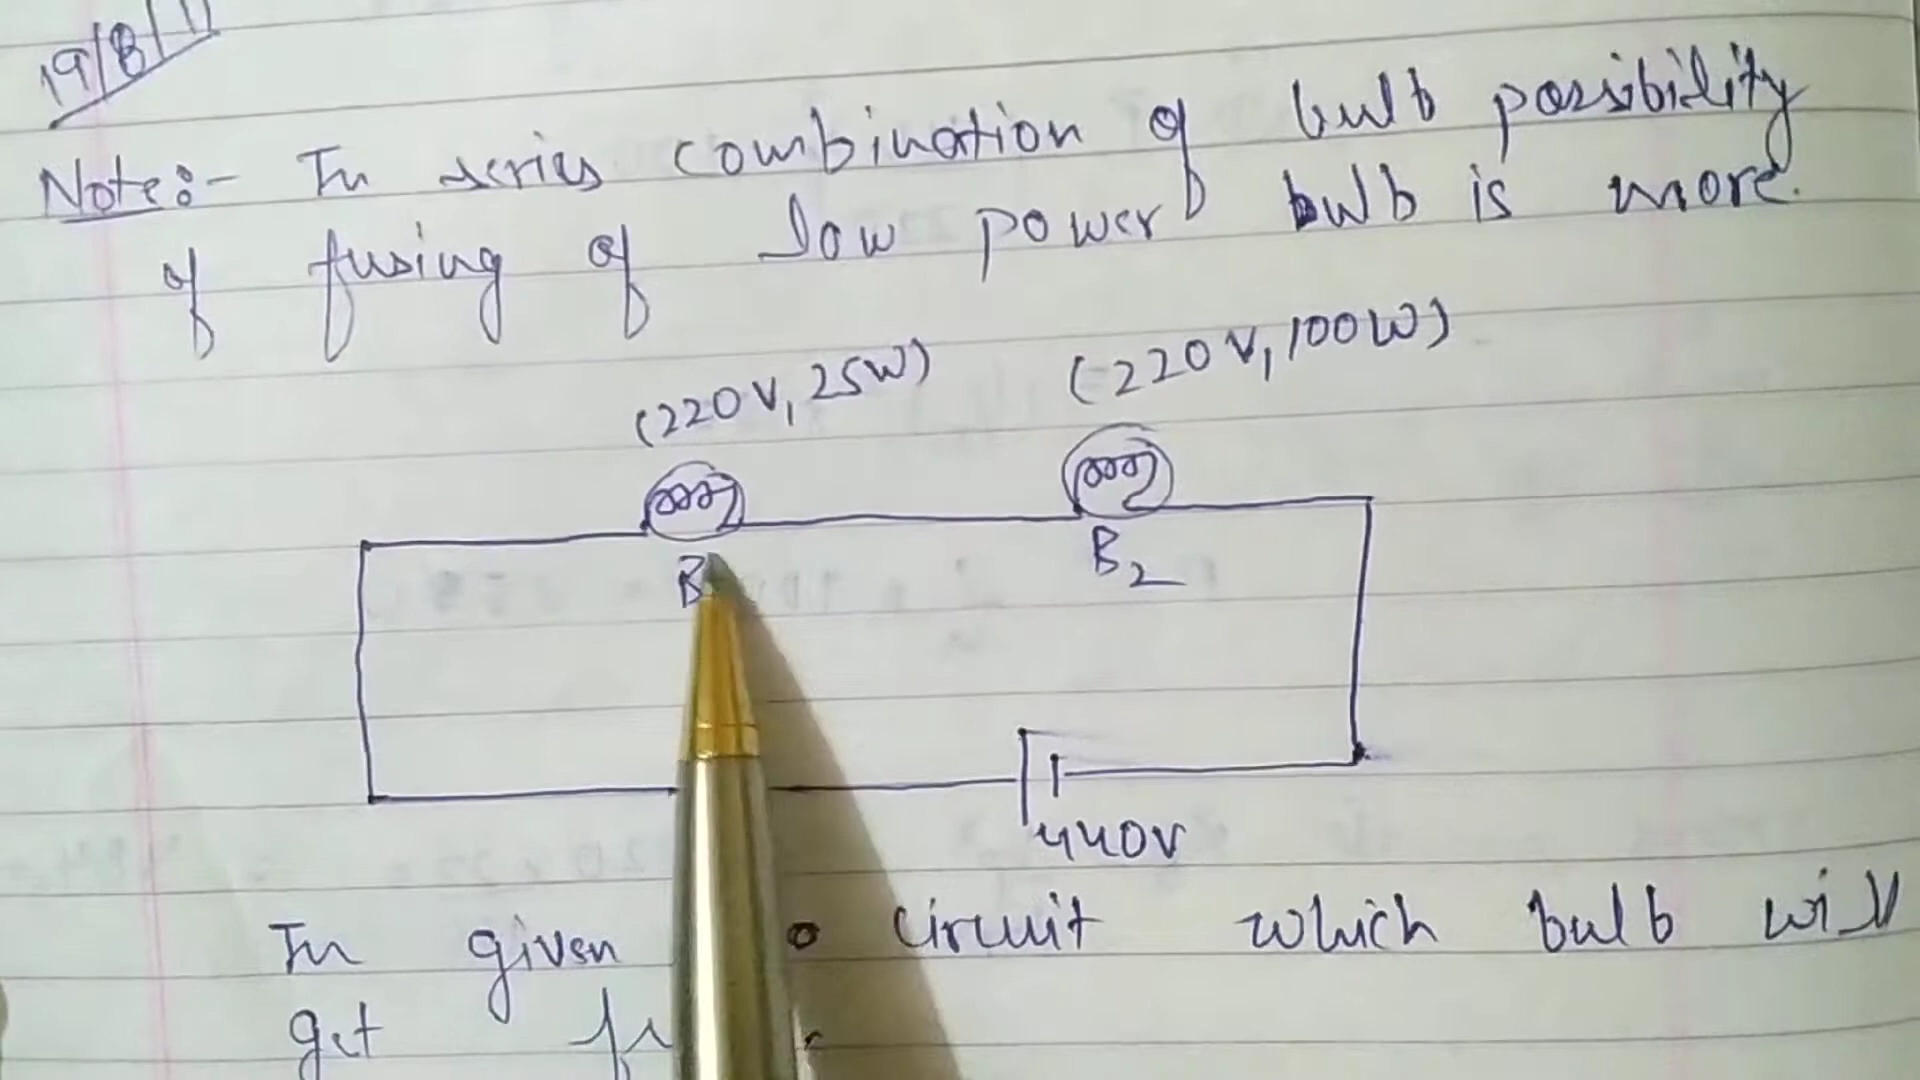 19/8/11
Note:- In series combination of bulb possibility
of fusing of low power bulb is more.
(220V, 25W) (220V, 100W)
B B2
440V
In given circuit which bulb will
get